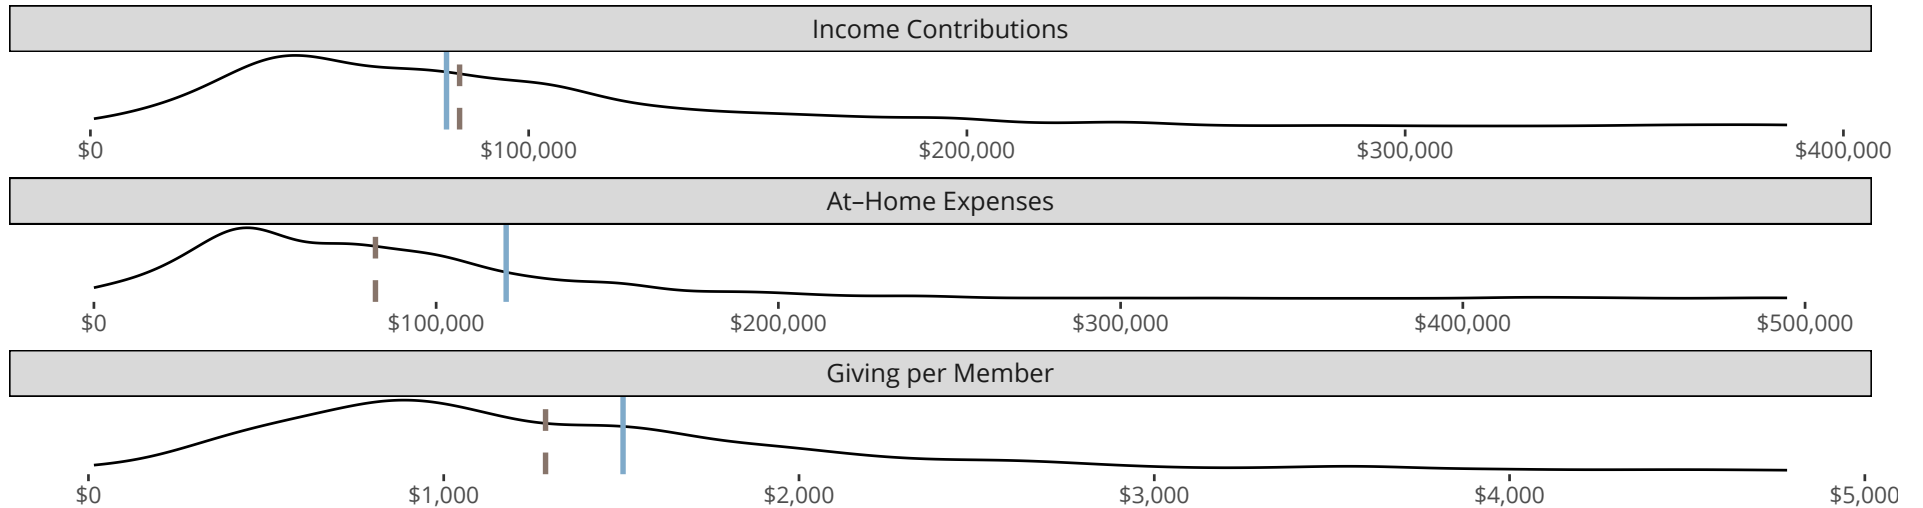 Income Contributions
$0 $100,000 $200,000 $300,000 $400,000
At–Home Expenses
$0 $100,000 $200,000 $300,000 $400,000 $500,000
Giving per Member
$0 $1,000 $2,000 $3,000 $4,000 $5,000